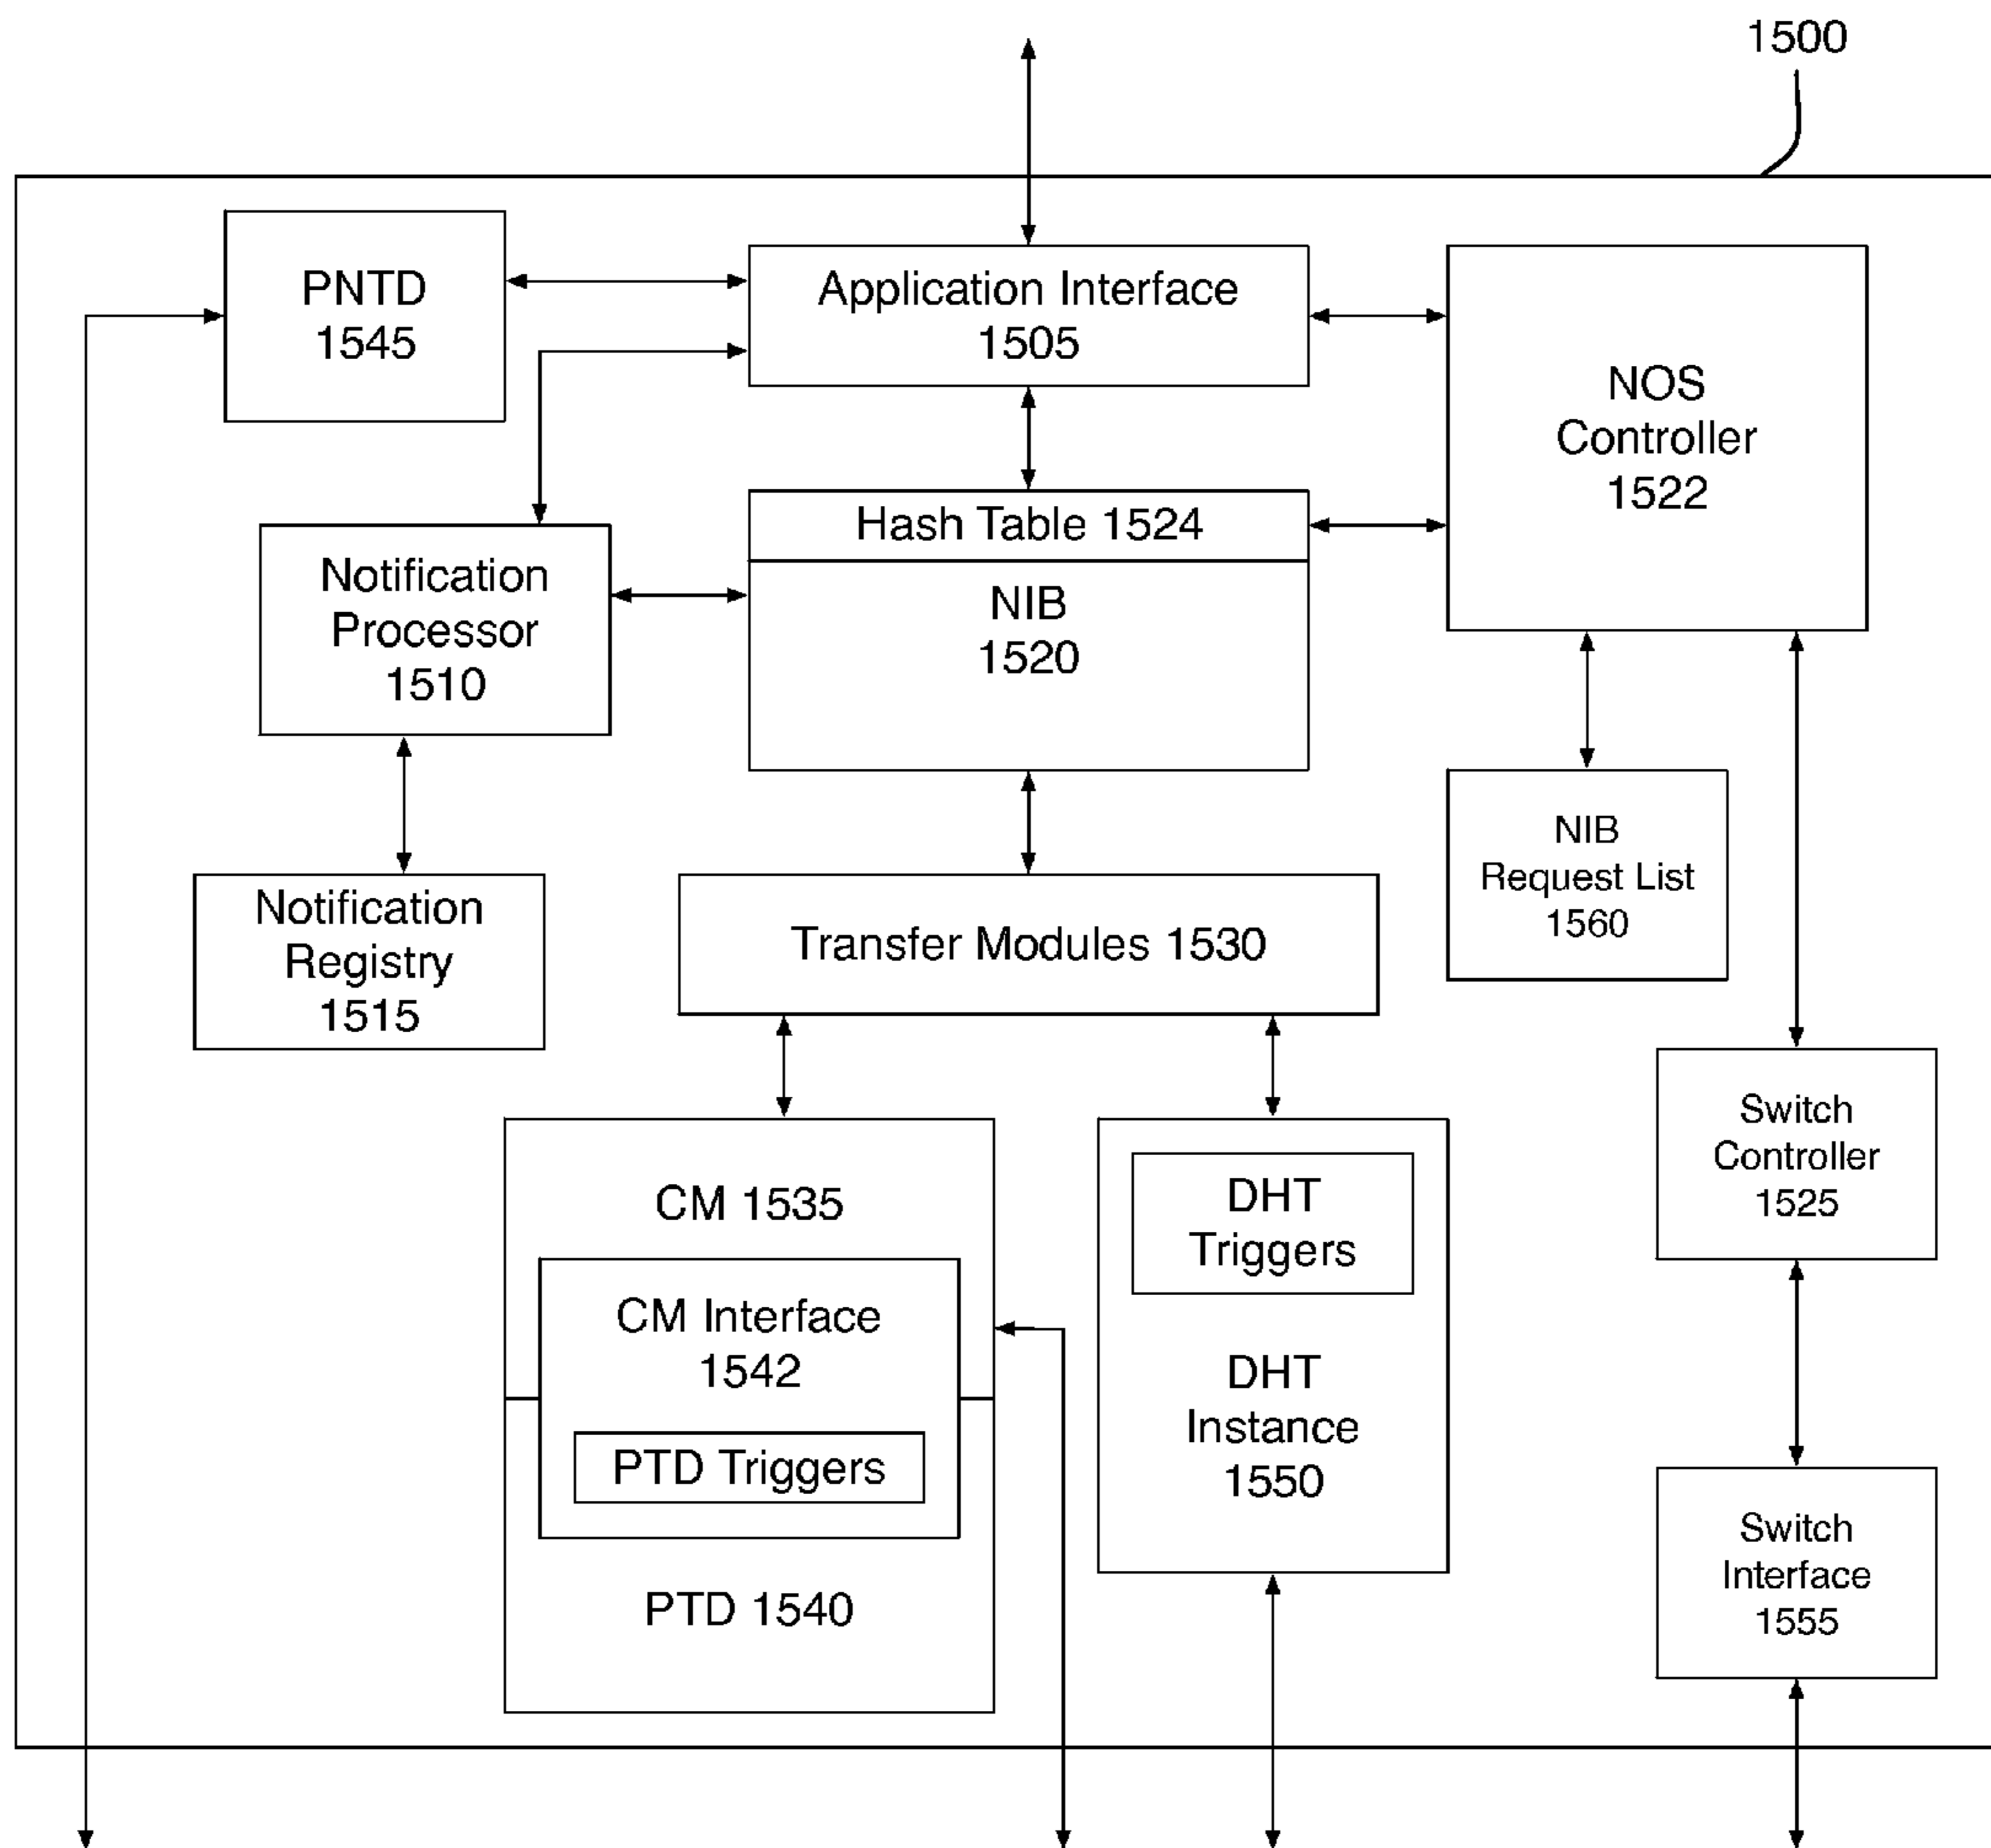 1500
PNTD
1545
Application Interface
1505
NOS
Controller
1522
Hash Table 1524
NIB
1520
Notification
Processor
1510
Notification
Registry
1515
Transfer Modules 1530
NIB
Request List
1560
CM 1535
CM Interface
1542
PTD Triggers
PTD 1540
DHT
Triggers
DHT
Instance
1550
Switch
Controller
1525
Switch
Interface
1555